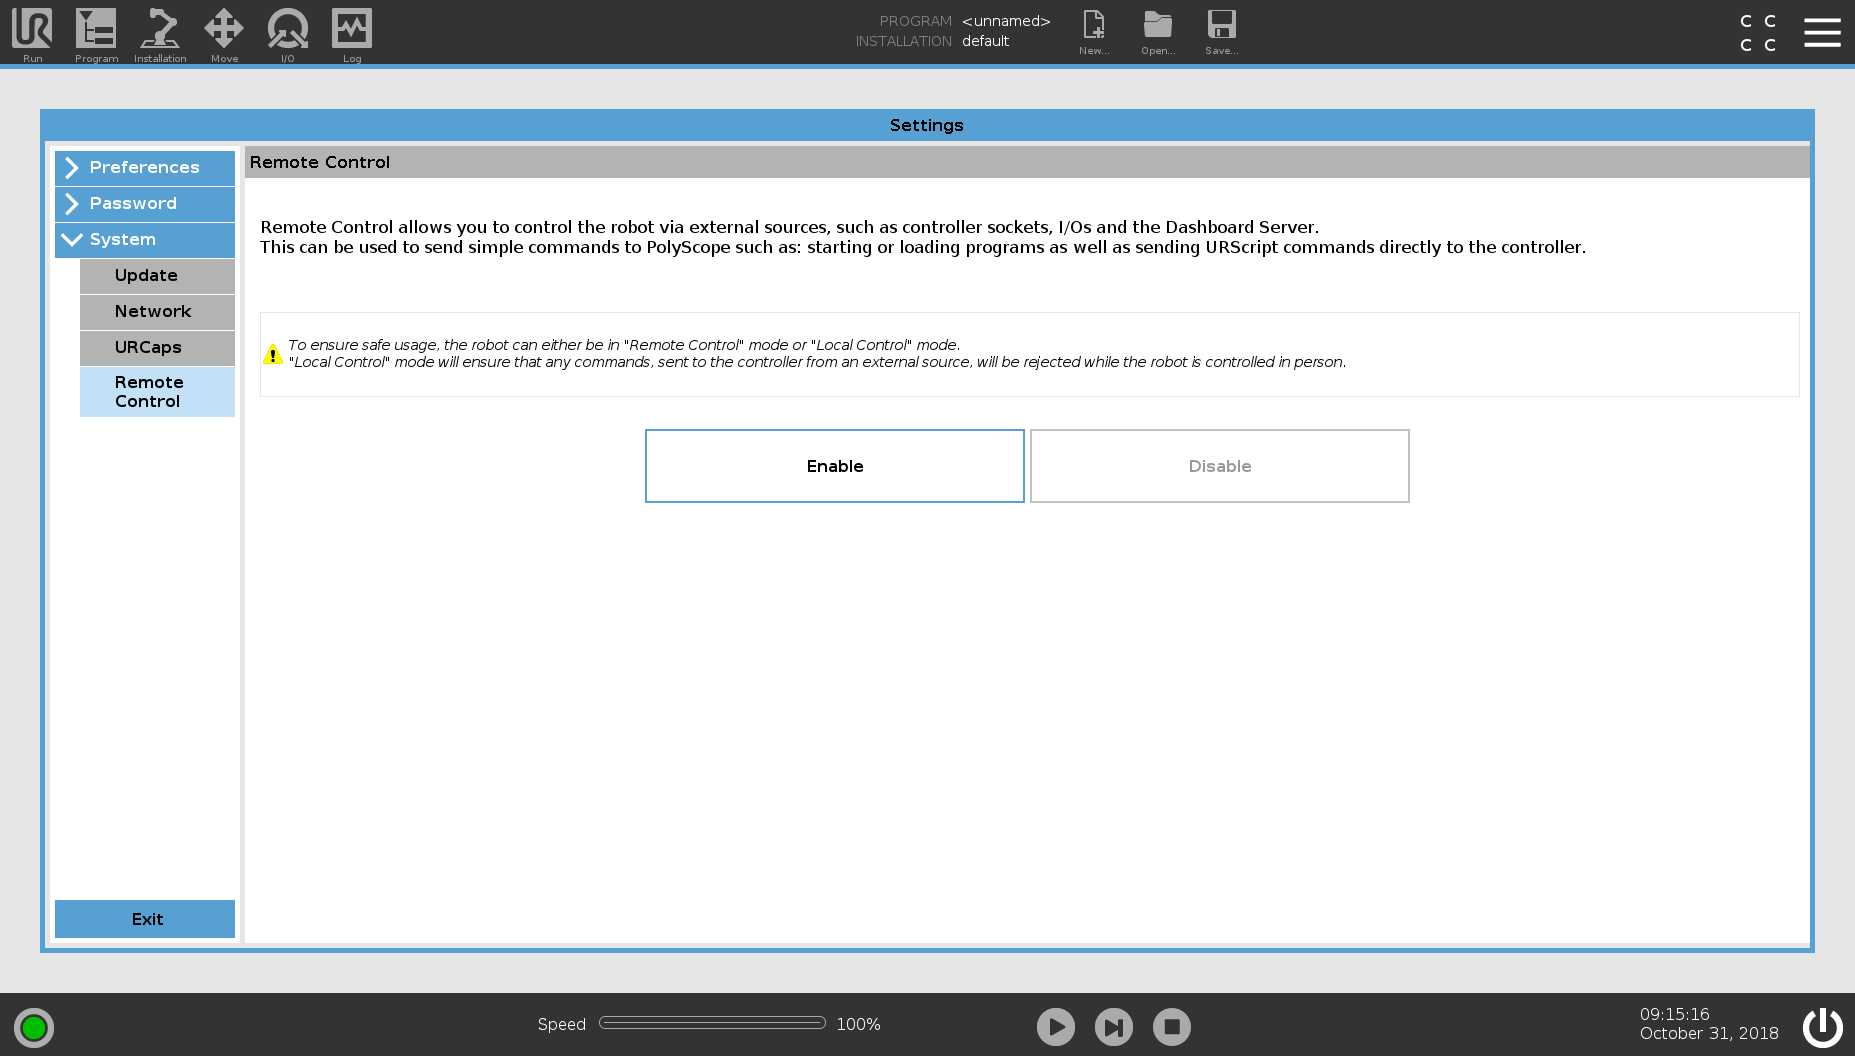 Run
Program
Installation
Move
I/O
Log
PROGRAM <unnamed>
INSTALLATION default
New...
Open...
Save...
C C
C C
Settings
Preferences
Password
System
Update
Network
URCaps
Remote
Control
Exit
Remote Control
Remote Control allows you to control the robot via external sources, such as controller sockets, I/Os and the Dashboard Server.
This can be used to send simple commands to PolyScope such as: starting or loading programs as well as sending URScript commands directly to the controller.
To ensure safe usage, the robot can either be in "Remote Control" mode or "Local Control" mode.
"Local Control" mode will ensure that any commands, sent to the controller from an external source, will be rejected while the robot is controlled in person.
Enable
Disable
Speed 100%
09:15:16
October 31, 2018